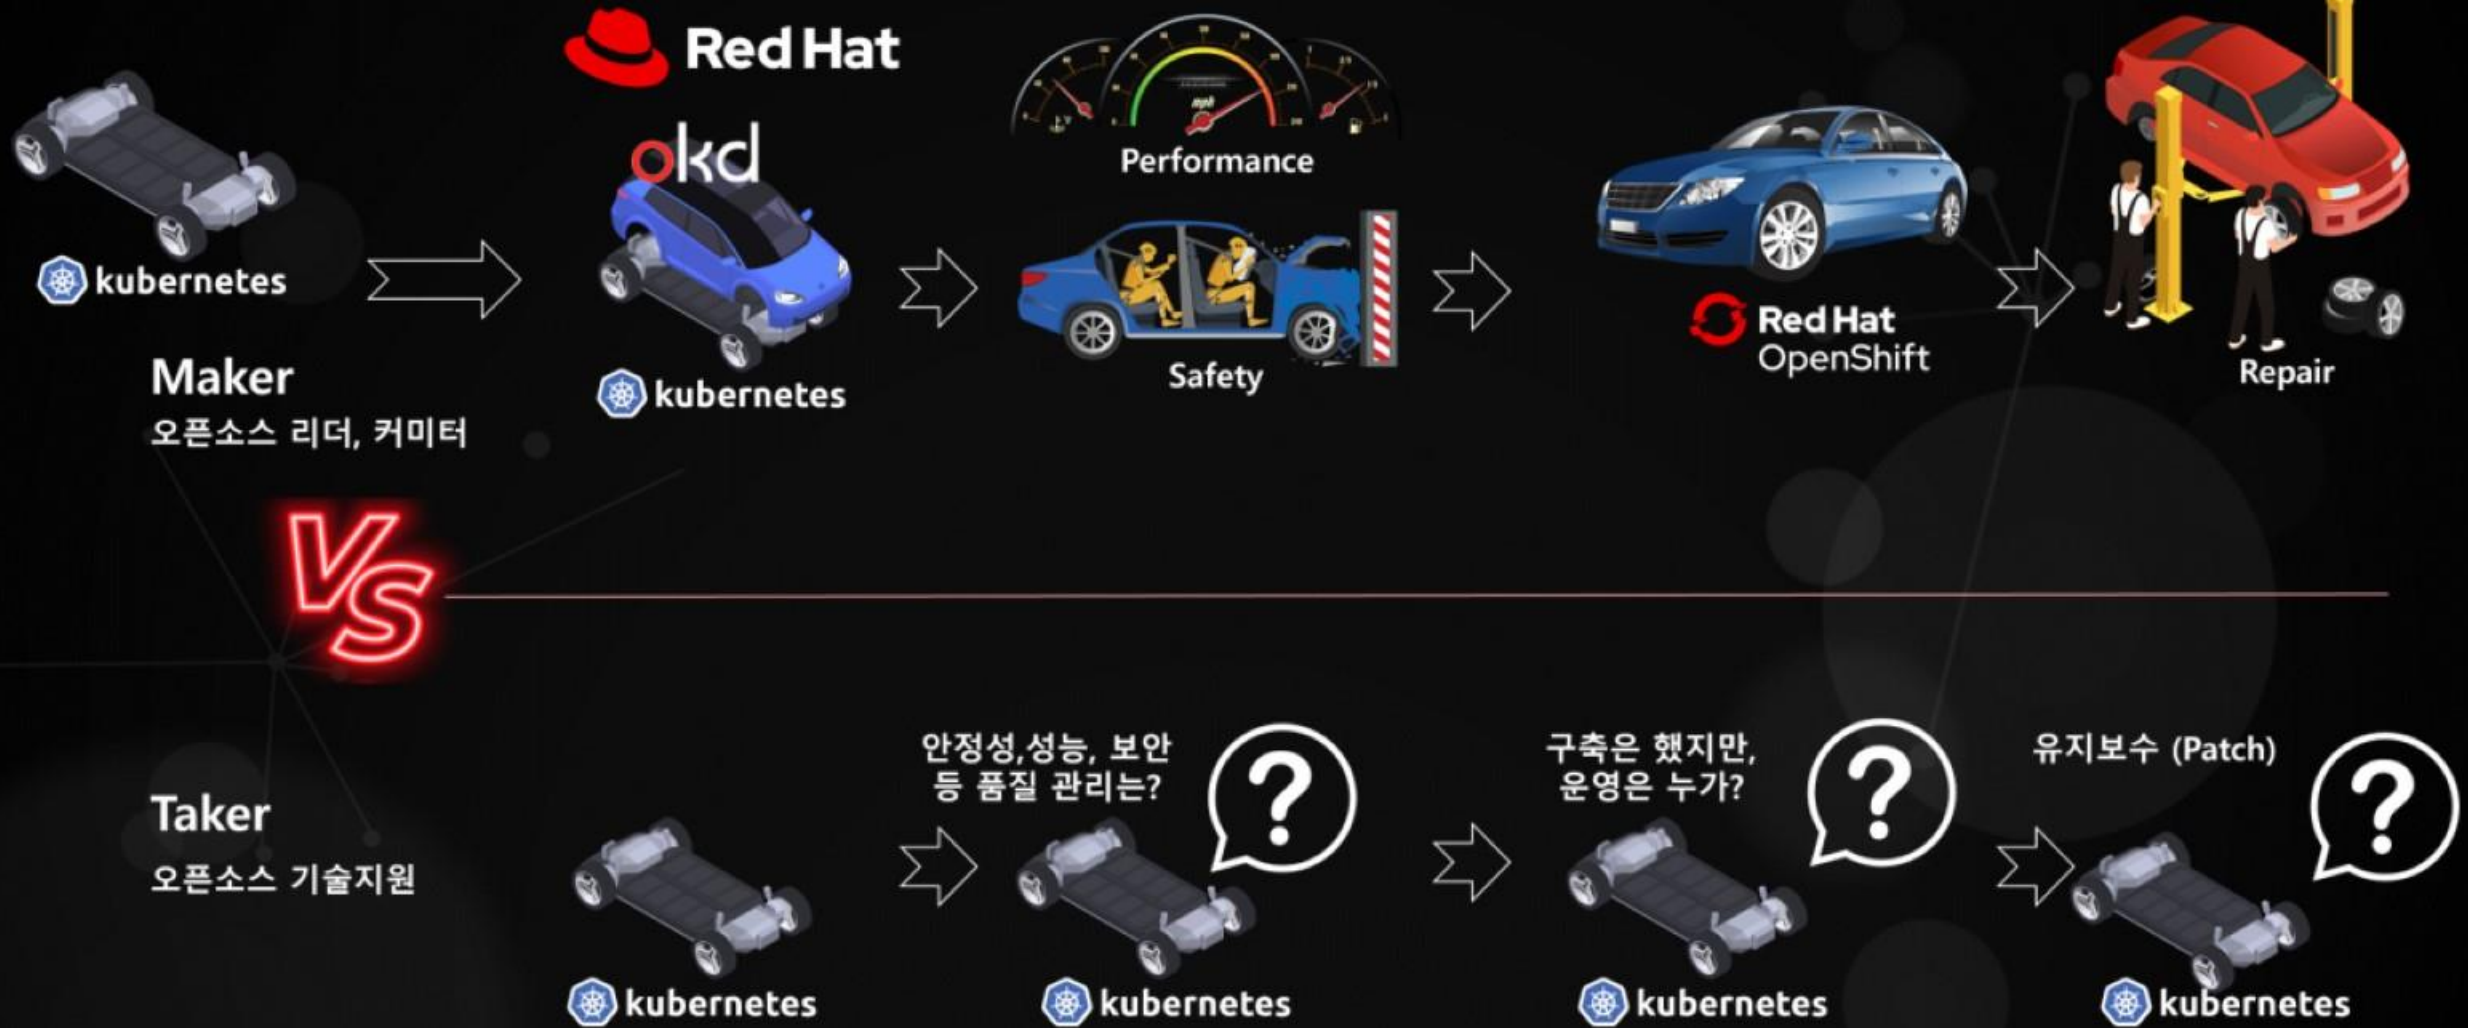 Red Hat
okd
Performance
kubernetes
kubernetes
Safety
Red Hat
OpenShift
Repair
Maker
오픈소스 리더, 커미터
VS
Taker
오픈소스 기술지원
안정성,성능, 보안
등 품질 관리는?
?
구축은 했지만,
운영은 누가?
?
유지보수 (Patch)
?
kubernetes
kubernetes
kubernetes
kubernetes